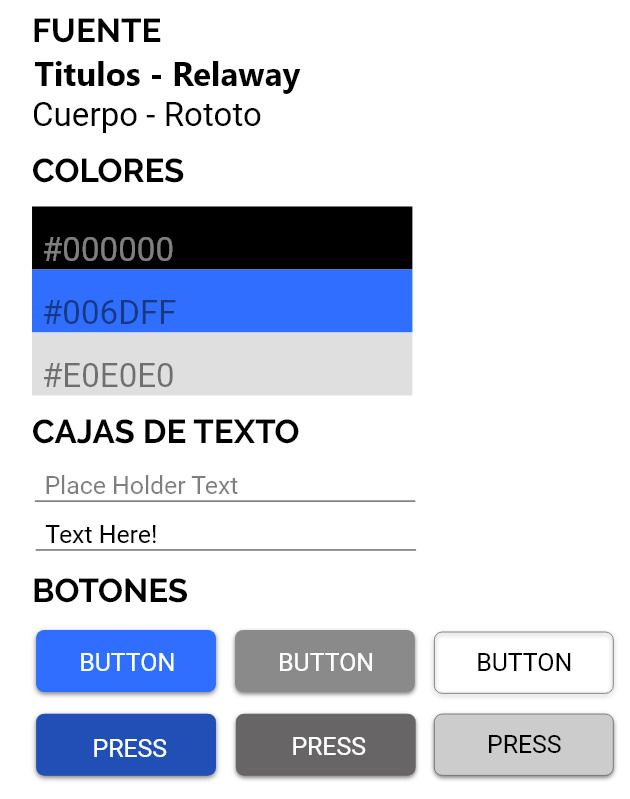 FUENTE
Titulos - Relaway
Cuerpo - Rototo
COLORES
#000000
#006DFF
#E0E0E0
CAJAS DE TEXTO
Place Holder Text
Text Here!
BOTONES
BUTTON BUTTON BUTTON
PRESS PRESS PRESS